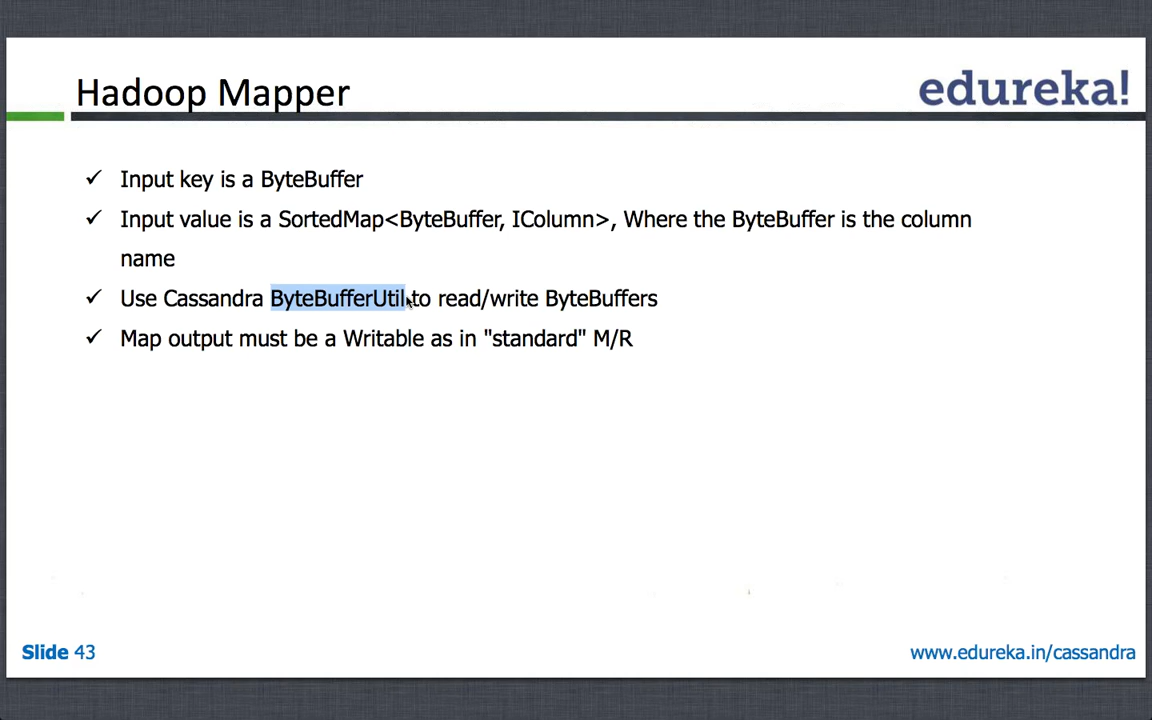 Hadoop Mapper
edureka!
✓ Input key is a ByteBuffer
✓ Input value is a SortedMap<ByteBuffer, IColumn>, Where the ByteBuffer is the column
name
✓ Use Cassandra ByteBufferUtil to read/write ByteBuffers
✓ Map output must be a Writable as in "standard" M/R
Slide 43
www.edureka.in/cassandra